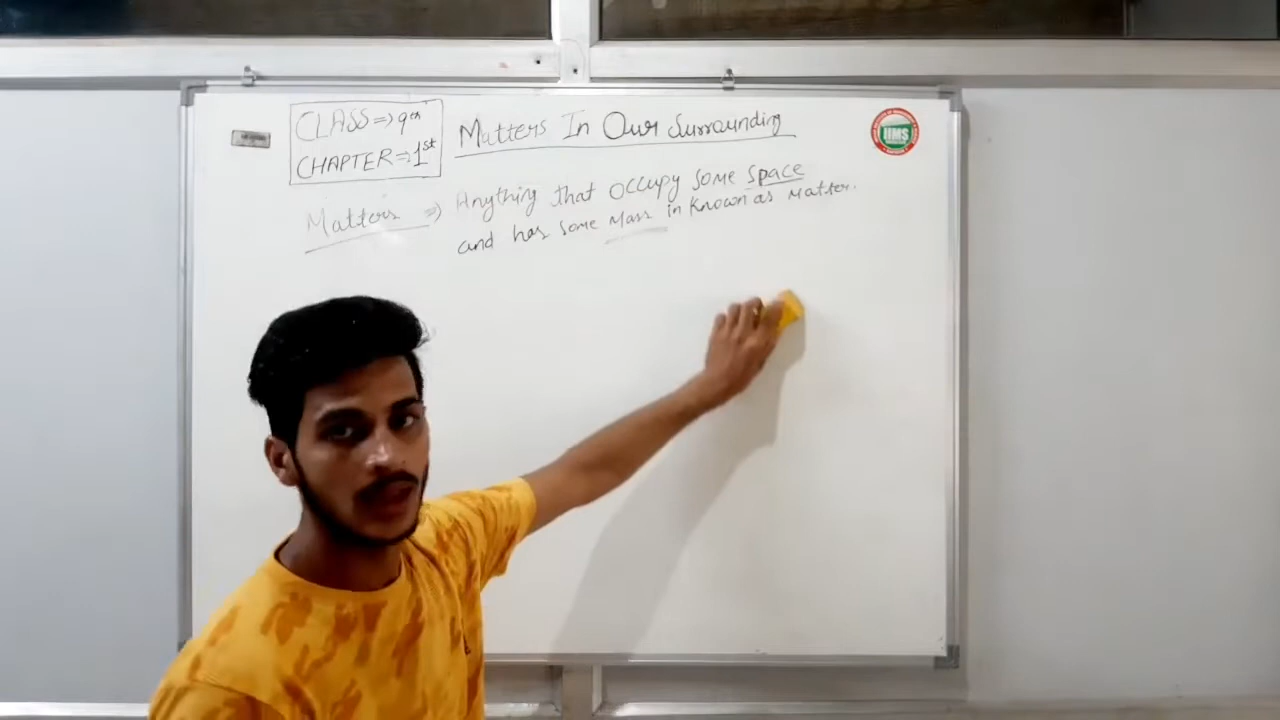 CLASS => 9th
CHAPTER => 1st
Matters In Our Surrounding
Matters => Anything that occupy some space
and has some Mass in Known as Matter.
IIMS